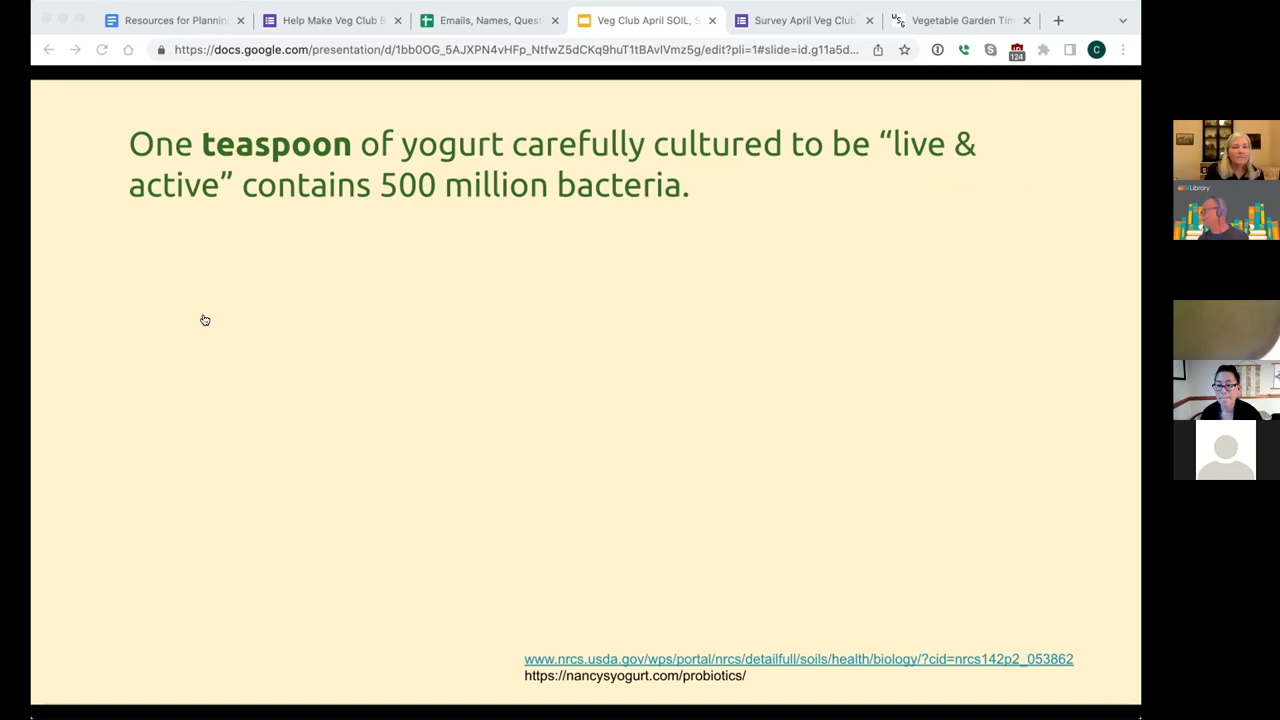 Resources for Plannin
Help Make Veg Club B
Emails, Names, Quest
Veg Club April SOIL, S
Survey April Veg Club
Vegetable Garden Tim
https://docs.google.com/presentation/d/1bb0OG_5AJXPN4vHFp_NtfwZ5dCKq9huT1tBAvlVmz5g/edit?pli=1#slide=id.g11a5d...
124
C
One teaspoon of yogurt carefully cultured to be “live &
active” contains 500 million bacteria.
Library
www.nrcs.usda.gov/wps/portal/nrcs/detailfull/soils/health/biology/?cid=nrcs142p2_053862
https://nancysyogurt.com/probiotics/